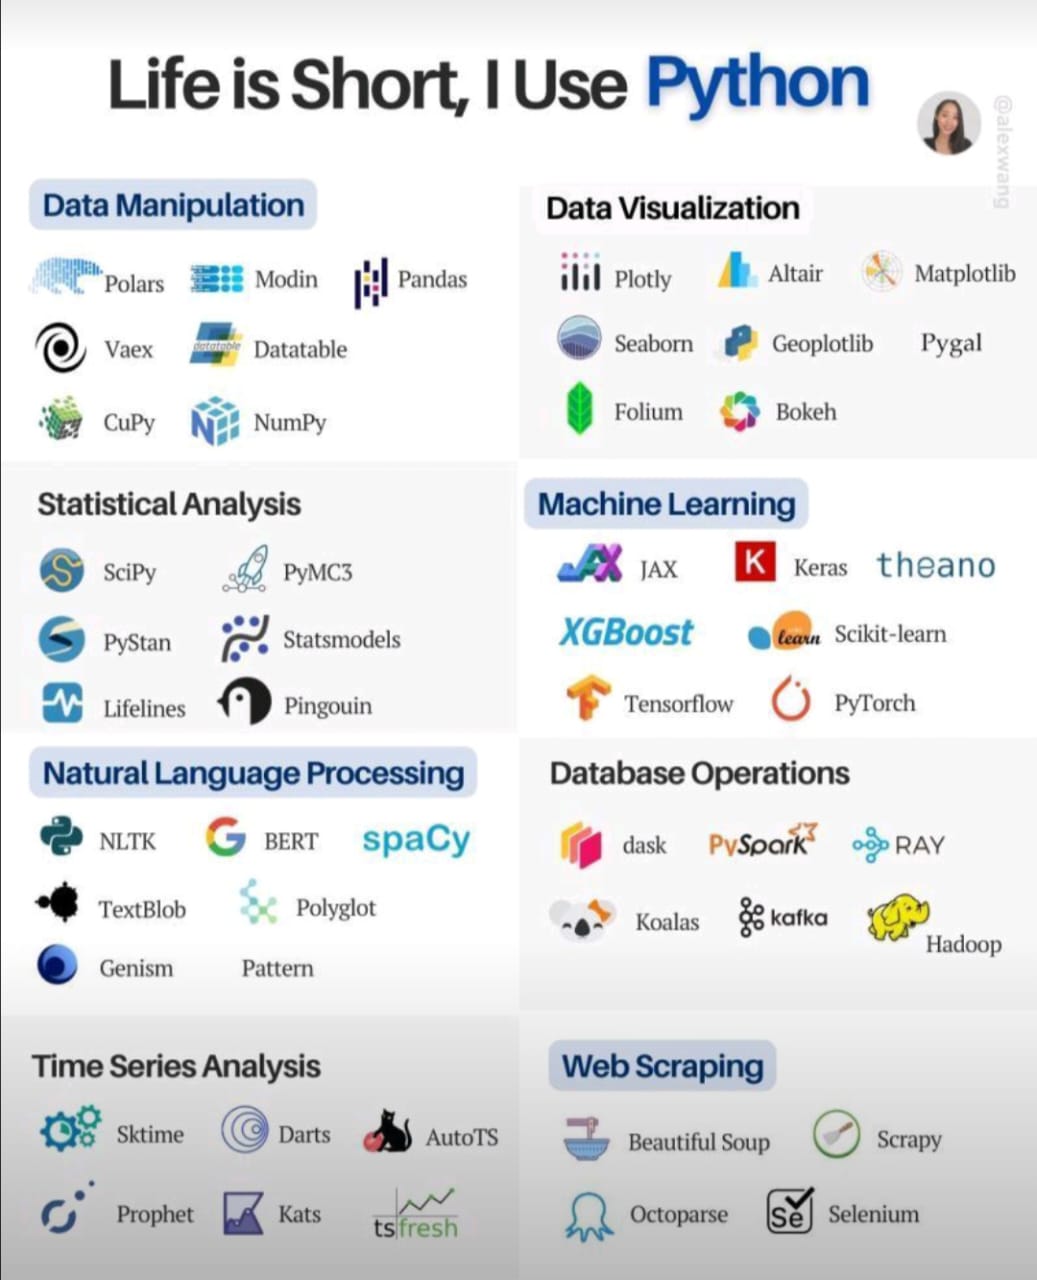 Life is Short, I Use Python
@alexwang
Data Manipulation
Polars Modin Pandas
Vaex datatable Datatable
CuPy NumPy
Data Visualization
Plotly Altair Matplotlib
Seaborn Geoplotlib Pygal
Folium Bokeh
Statistical Analysis
SciPy PyMC3
PyStan Statsmodels
Lifelines Pingouin
Machine Learning
JAX JAX K Keras theano
XGBoost learn Scikit-learn
Tensorflow PyTorch
Natural Language Processing
NLTK BERT spaCy
TextBlob Polyglot
Genism Pattern
Database Operations
dask PySpark RAY
Koalas kafka
Hadoop
Time Series Analysis
Sktime Darts AutoTS
Prophet Kats tsfresh
Web Scraping
Beautiful Soup Scrapy
Octoparse Se Selenium